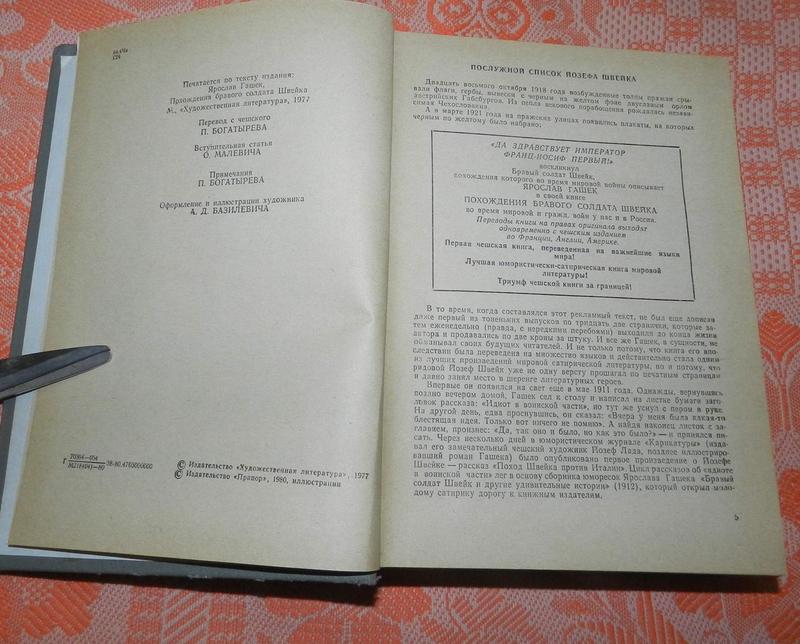 Печатается по тексту издания:
Ярослав Гашек,
Похождения бравого солдата Швейка
М., «Художественная литература», 1977
Перевод с чешского
П. БОГАТЫРЕВА
Вступительная статья
О. МАЛЕВИЧА
Примечания
П. БОГАТЫРЕВА
Оформление и иллюстрации художника
А. Д. БАЗИЛЕВИЧА
Г 70304—034
М218(04)—80 38-80.4703000000
© Издательство «Художественная литература», 1977
© Издательство «Прапор», 1980, иллюстрации
ПОСЛУЖНОЙ СПИСОК ЙОЗЕФА ШВЕЙКА
Двадцать восьмого октября 1918 года возбужденные толпы пражан сры-
вали флаги, гербы, вывески с черным на желтом фоне двуглавым орлом
австрийских Габсбургов. Из пепла векового порабощения рождалась незави-
симая Чехословакия.
А в марте 1921 года на пражских улицах появились плакаты, на которых
черным по желтому было набрано:
«ДА ЗДРАВСТВУЕТ ИМПЕРАТОР
ФРАНЦ-ИОСИФ ПЕРВЫЙ!»
воскликнул
Бравый солдат Швейк,
похождения которого во время мировой войны описывает
ЯРОСЛАВ ГАШЕК
в своей книге
ПОХОЖДЕНИЯ БРАВОГО СОЛДАТА ШВЕЙКА
во время мировой и гражд. войн у нас и в России.
Переводы книги на правах оригинала выходят
одновременно с чешским изданием
во Франции, Англии, Америке.
Первая чешская книга, переведенная на важнейшие языки
мира!
Лучшая юмористически-сатирическая книга мировой
литературы!
Триумф чешской книги за границей!
В то время, когда составлялся этот рекламный текст, не был еще дописан
даже первый из тоненьких выпусков по тридцать две странички, которые за-
тем еженедельно (правда, с нередкими перебоями) выходили до конца жизни
автора и продавались по две кроны за штуку. И все же Гашек, в сущности, не
обманывал своих будущих читателей. И не только потому, что книга его впо-
следствии была переведена на множество языков и действительно стала одним
из лучших произведений мировой сатирической литературы, но и потому, что
рядовой Йозеф Швейк уже не одну версту прошагал по печатным страницам
и давно занял место в шеренге литературных героев.
Впервые он появился на свет еще в мае 1911 года. Однажды, вернувшись
поздно вечером домой, Гашек сел к столу и написал на листке бумаги заго-
ловок рассказа: «Идиот в воинской части», но тут же уснул с пером в руке.
На другой день, едва проснувшись, он сказал: «Вчера у меня была какая-то
блестящая идея. Только вот ничего не помню». А найдя наконец листок с за-
главием, произнес: «Да, так оно и было, но как это было?» — и принялся пи-
сать. Через несколько дней в юмористическом журнале «Карикатуры» (изда-
вал его замечательный чешский художник Йозеф Лада, позднее иллюстриро-
вавший роман Гашека) было опубликовано первое произведение о Йозефе
Швейке — рассказ «Поход Швейка против Италии». Цикл рассказов об «идиоте
в воинской части» лег в основу сборника юморесок Ярослава Гашека «Бравый
солдат Швейк и другие удивительные истории» (1912), который открыл моло-
дому сатирику дорогу к книжным издателям.
5